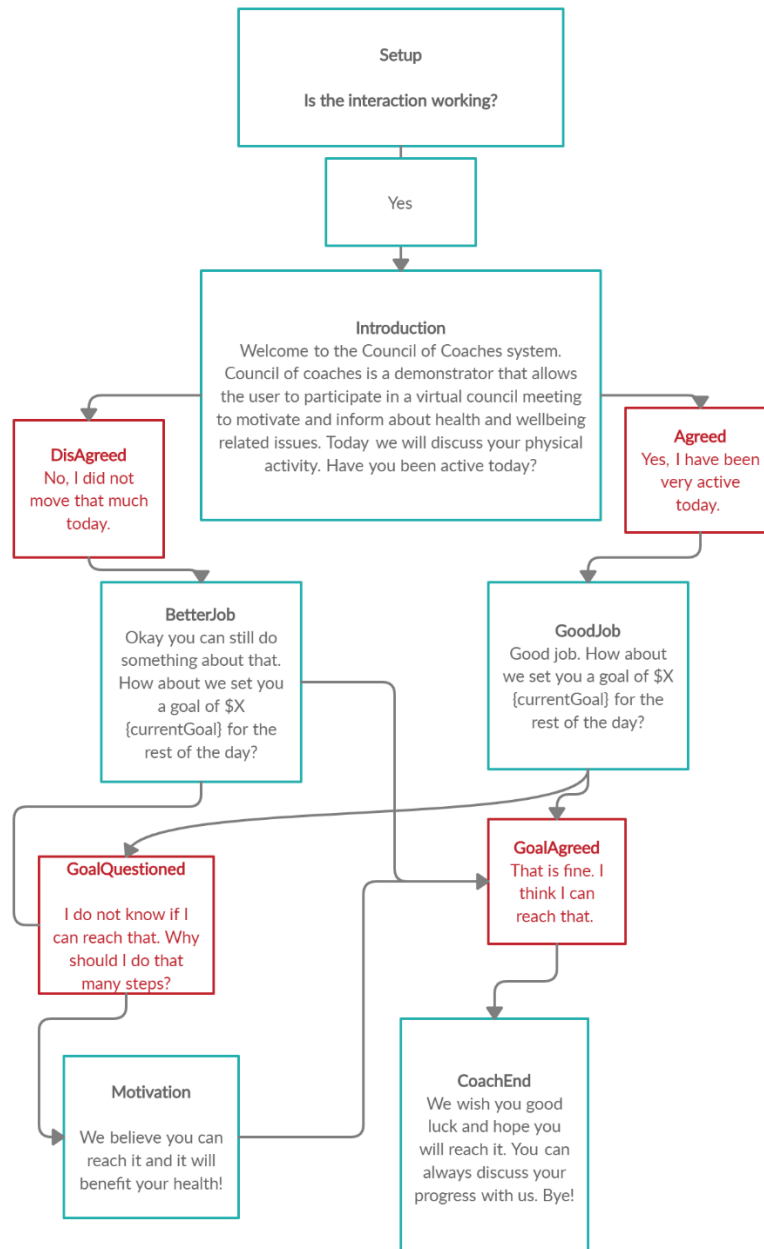 Setup
Is the interaction working?
Yes
Introduction
Welcome to the Council of Coaches system.
Council of coaches is a demonstrator that allows
the user to participate in a virtual council meeting
to motivate and inform about health and wellbeing
related issues. Today we will discuss your physical
activity. Have you been active today?
DisAgreed
No, I did not
move that much
today.
Agreed
Yes, I have been
very active
today.
BetterJob
Okay you can still do
something about that.
How about we set you
a goal of $X
{currentGoal} for the
rest of the day?
GoodJob
Good job. How about
we set you a goal of $X
{currentGoal} for the
rest of the day?
GoalQuestioned
I do not know if I
can reach that. Why
should I do that
many steps?
GoalAgreed
That is fine. I
think I can
reach that.
Motivation
We believe you can
reach it and it will
benefit your health!
CoachEnd
We wish you good
luck and hope you
will reach it. You can
always discuss your
progress with us. Bye!